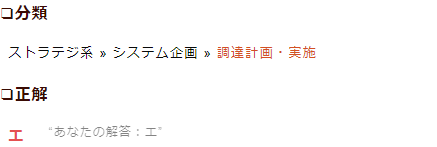 ❏分類
ストラテジ系 » システム企画 » 調達計画・実施
❏正解
エ “あなたの解答：エ”